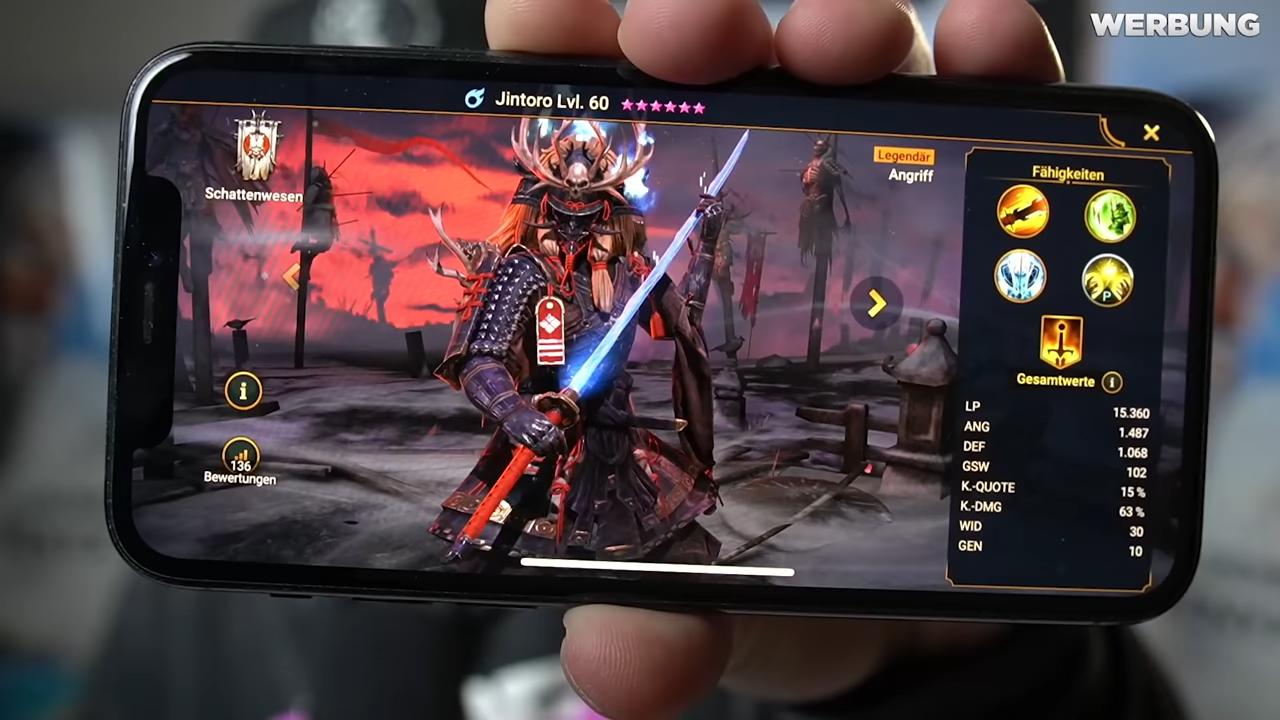 WERBUNG
Jintoro Lvl. 60
Schattenwesen
Legendär
Angriff
Fähigkeiten
P
Gesamtwerte
LP 15.360
ANG 1.487
DEF 1.068
GSW 102
K.-QUOTE 15 %
K.-DMG 63 %
WID 30
GEN 10
136
Bewertungen